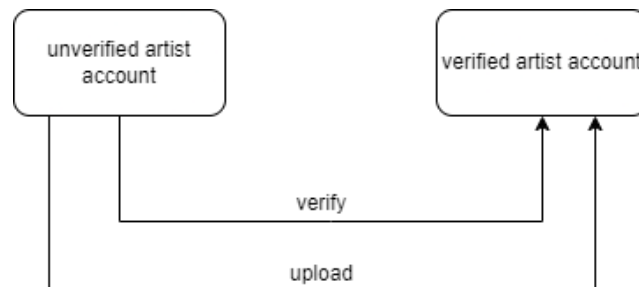 unverified artist
account
verified artist account
verify
upload